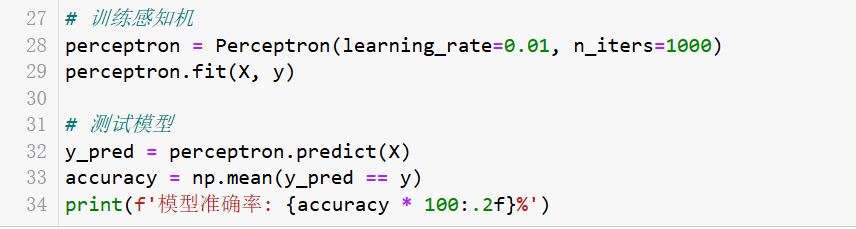 27 # 训练感知机
28 perceptron = Perceptron(learning_rate=0.01, n_iters=1000)
29 perceptron.fit(X, y)
30
31 # 测试模型
32 y_pred = perceptron.predict(X)
33 accuracy = np.mean(y_pred == y)
34 print(f'模型准确率: {accuracy * 100:.2f}%')